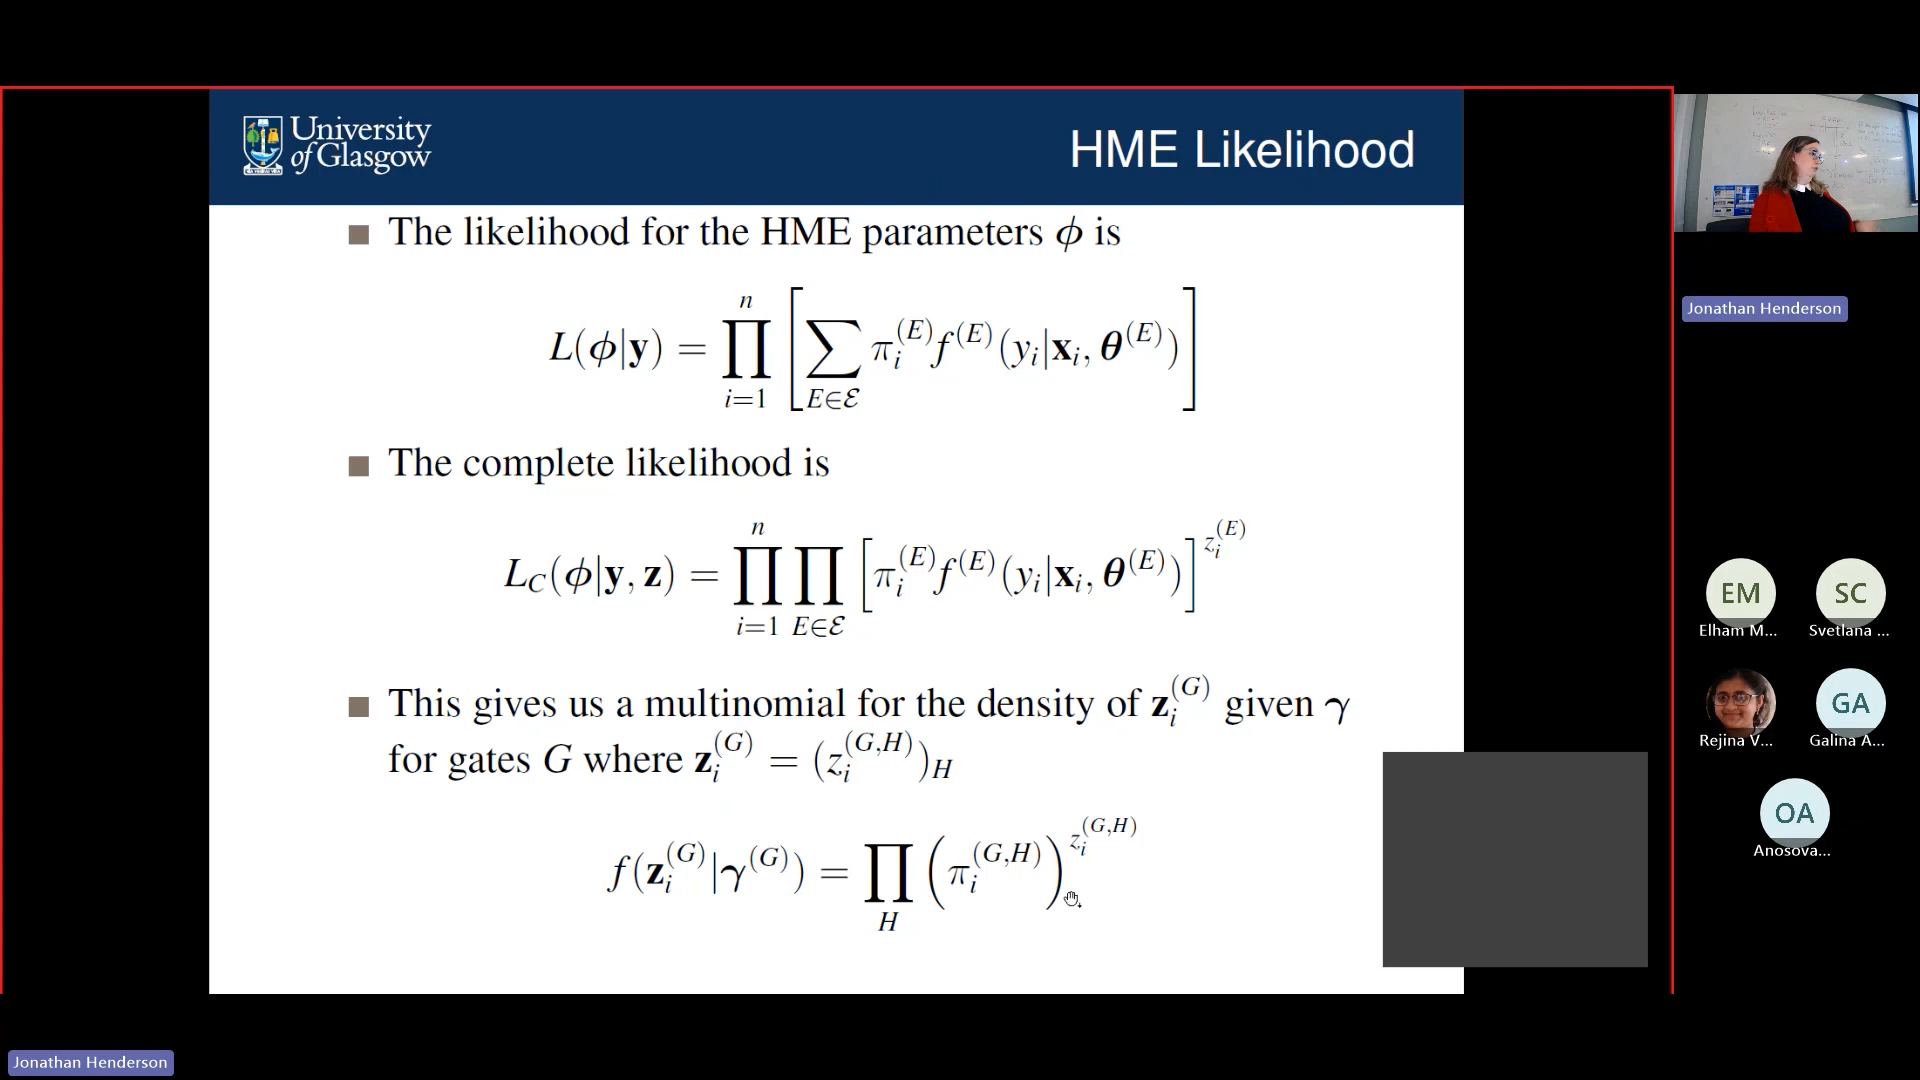 University
of Glasgow
HME Likelihood
■ The likelihood for the HME parameters ϕ is
L(ϕ|y) = ∏_{i=1}^{n} [ ∑_{E∈ℰ} π_i^{(E)} f^{(E)}(y_i|x_i, θ^{(E)}) ]
■ The complete likelihood is
L_C(ϕ|y, z) = ∏_{i=1}^{n} ∏_{E∈ℰ} [ π_i^{(E)} f^{(E)}(y_i|x_i, θ^{(E)}) ]^{z_i^{(E)}}
■ This gives us a multinomial for the density of z_i^{(G)} given γ
for gates G where z_i^{(G)} = (z_i^{(G,H)})_H
f(z_i^{(G)}|γ^{(G)}) = ∏_H (π_i^{(G,H)})^{z_i^{(G,H)}}
Jonathan Henderson
EM
SC
Elham M...
Svetlana ...
GA
Rejina V...
Galina A...
OA
Anosova...
Jonathan Henderson